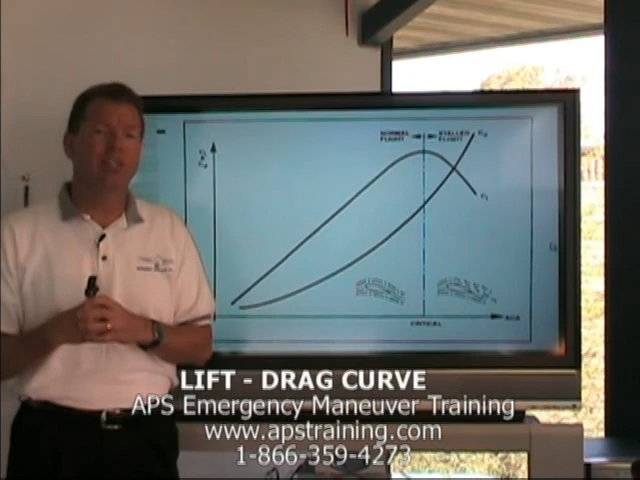 NORMAL FLIGHT
STALLED FLIGHT
CRITICAL
AOA
LIFT - DRAG CURVE
APS Emergency Maneuver Training
www.apstraining.com
1-866-359-4273